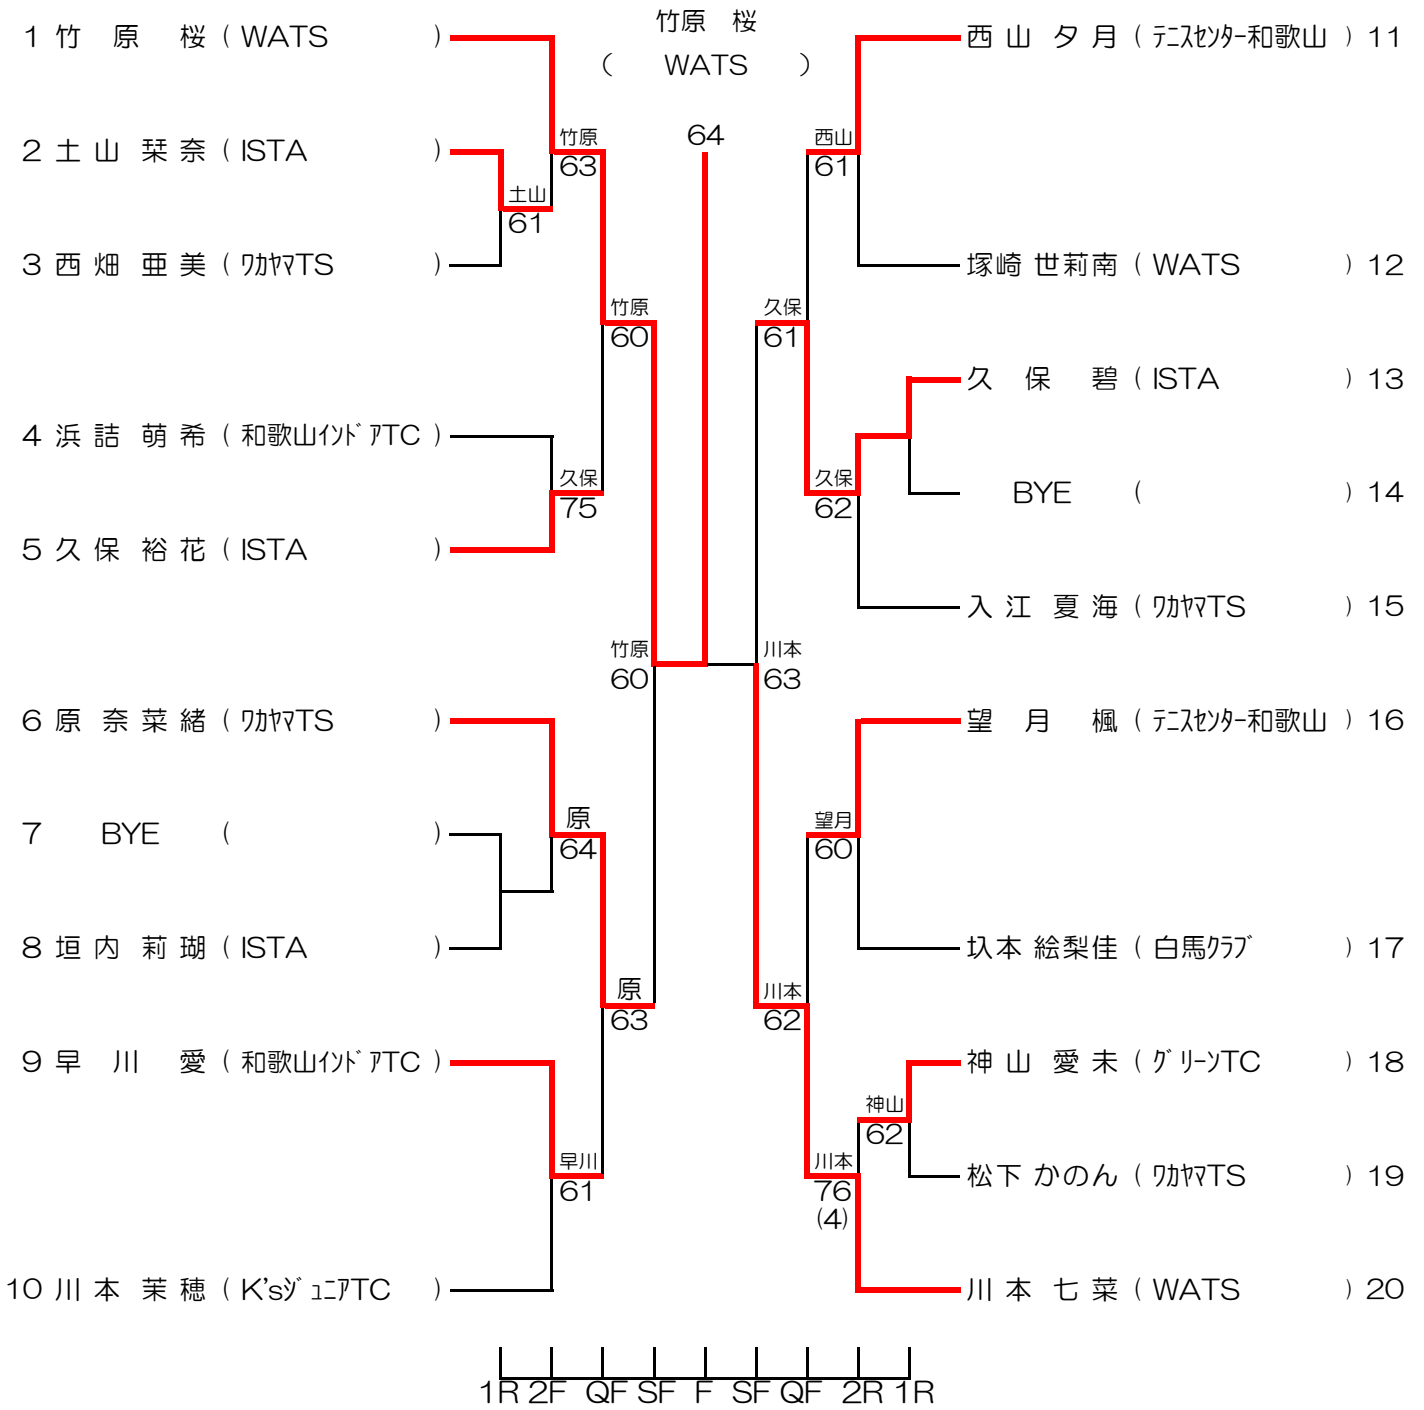 竹原 桜
( WATS )
64
1 竹 原 桜 ( WATS )
2 土 山 栞 奈 ( ISTA )
3 西 畑 亜 美 ( ﾜｶﾔﾏTS )
4 浜 詰 萌 希 ( 和歌山ｲﾝﾄﾞｱTC )
5 久 保 裕 花 ( ISTA )
6 原 奈 菜 緒 ( ﾜｶﾔﾏTS )
7 BYE ( )
8 垣 内 莉 瑚 ( ISTA )
9 早 川 愛 ( 和歌山ｲﾝﾄﾞｱTC )
10 川 本 茉 穂 ( K'sｼﾞｭﾆｱTC )
土山
61
竹原
63
久保
75
原
64
早川
61
竹原
60
原
63
竹原
60
川本
63
久保
61
川本
62
西山
61
久保
62
望月
60
川本
76
(4)
神山
62
西 山 夕 月 ( ﾃﾆｽｾﾝﾀｰ和歌山 ) 11
塚崎 世莉南 ( WATS ) 12
久 保 碧 ( ISTA ) 13
BYE ( ) 14
入 江 夏 海 ( ﾜｶﾔﾏTS ) 15
望 月 楓 ( ﾃﾆｽｾﾝﾀｰ和歌山 ) 16
圦本 絵梨佳 ( 白馬ｸﾗﾌﾞ ) 17
神 山 愛 未 ( ｸﾞﾘｰﾝTC ) 18
松下 かのん ( ﾜｶﾔﾏTS ) 19
川 本 七 菜 ( WATS ) 20
1R 2F QF SF F SF QF 2R 1R